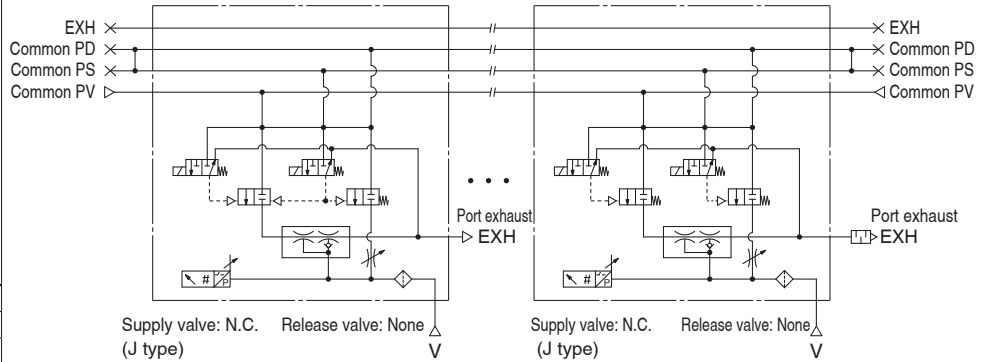 EXH
EXH
Common PD
Common PD
Common PS
Common PS
Common PV
Common PV
• • •
Port exhaust
EXH
Port exhaust
EXH
# P
# P
Supply valve: N.C.
(J type)
Release valve: None
V
Supply valve: N.C.
(J type)
Release valve: None
V